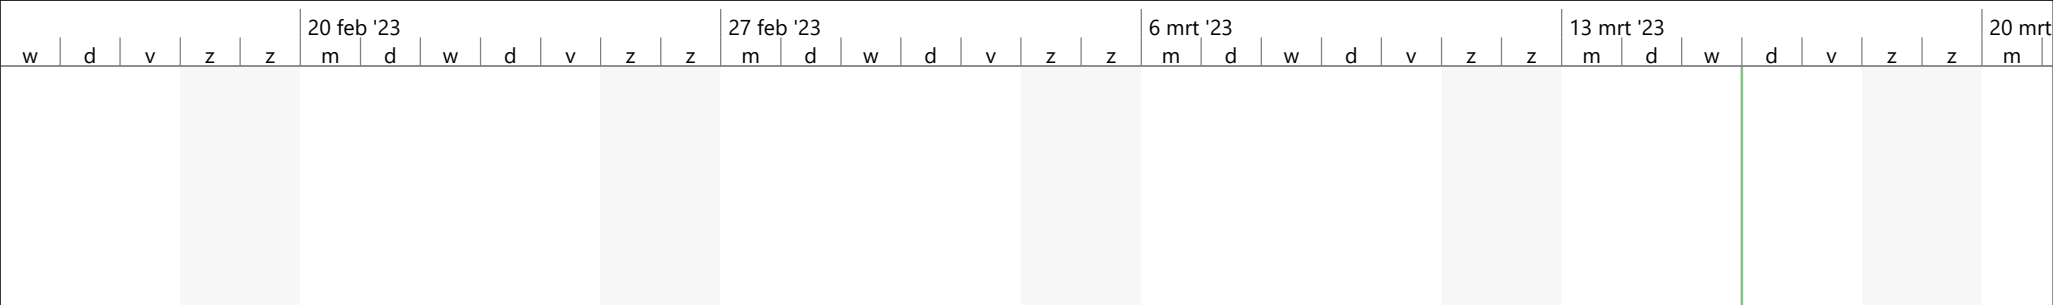 20 feb '23 27 feb '23 6 mrt '23 13 mrt '23 20 mrt
w d v z z m d w d v z z m d w d v z z m d w d v z z m d w d v z z m